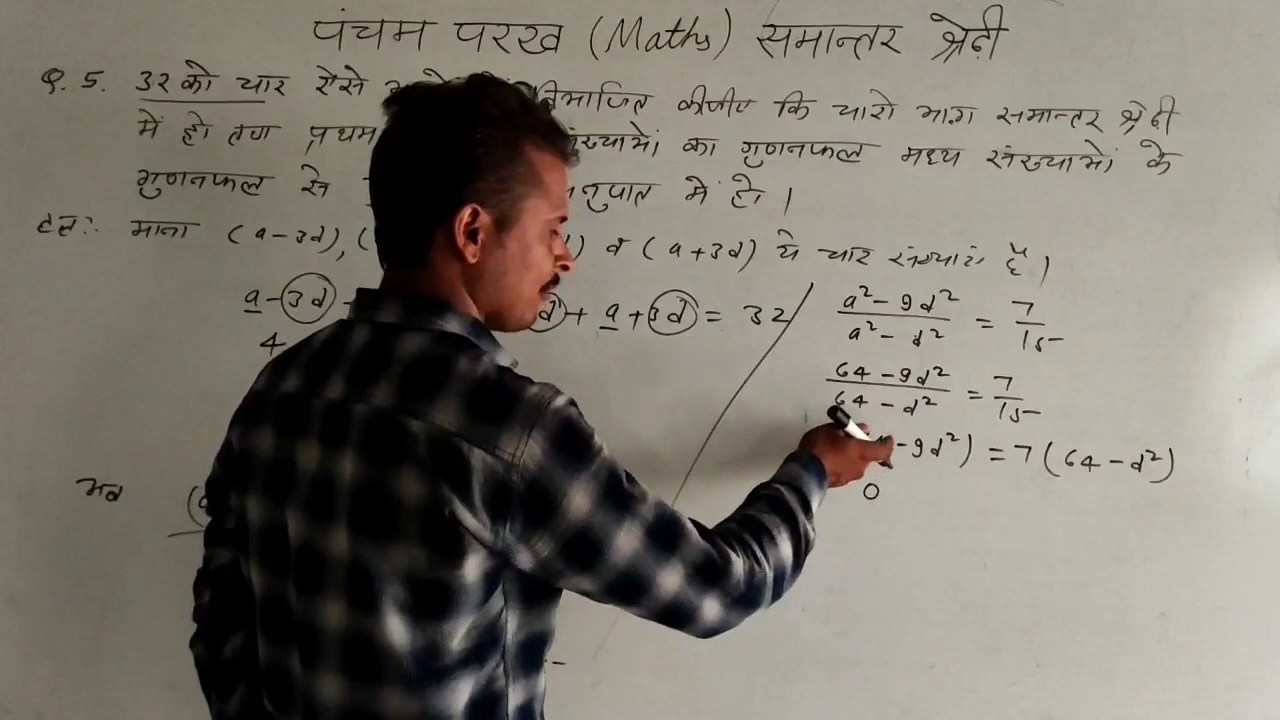 पंचम परख (Maths) समान्तर श्रेढ़ी
Q. 5. 32 को चार ऐसे विभाजित कीजीए कि चारो भाग समान्तर श्रेढ़ी
में हो तथा प्रथम संख्याओं का गुणनफल मध्य संख्याओं के
गुणनफल से अनुपात में हो।
हल:- माना (a-3d), ( ) व (a+3d) ये चार संख्याएं हैं।
a-3d + a + 3d = 32
4
अब
a² - 9d² / a² - d² = 7/15
64 - 9d² / 64 - d² = 7/15
-9d²) = 7(64-d²)
0